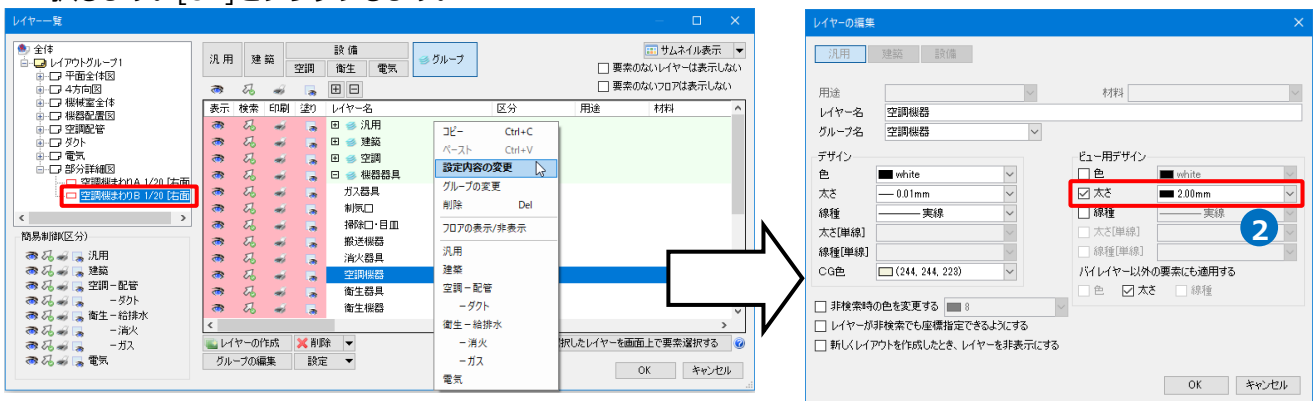 レイヤー一覧
全体
レイアウトグループ1
平面全体図
4方向図
機械室全体
機器配置図
空調配管
ダクト
電気
部分詳細図
空調機まわりA 1/20 [右面
空調機まわりB 1/20 [右面
簡易制御(区分)
汎用
建築
空調－配管
－ダクト
衛生－給排水
－消火
－ガス
電気
汎用 建築 設備 グループ
空調 衛生 電気
サムネイル表示
要素のないレイヤーは表示しない
要素のないフロアは表示しない
表示 検索 印刷 塗り レイヤー名 区分 用途 材料
汎用
建築
空調
機器器具
ガス器具
制気口
掃除口・目皿
搬送機器
消火器具
空調機器
衛生器具
衛生機器
コピー Ctrl+C
ペースト Ctrl+V
設定内容の変更
グループの変更
削除 Del
フロアの表示/非表示
汎用
建築
空調－配管
－ダクト
衛生－給排水
－消火
－ガス
電気
レイヤーの作成 削除
択したレイヤーを画面上で要素選択する
グループの編集 設定
OK キャンセル
レイヤーの編集
汎用 建築 設備
用途 材料
レイヤー名 空調機器
グループ名 空調機器
デザイン
色 white
太さ 0.01mm
線種 実線
太さ[単線]
線種[単線]
CG色 (244, 244, 223)
ビュー用デザイン
色 white
太さ 2.00mm
線種 実線
太さ[単線]
線種[単線]
2
バイレイヤー以外の要素にも適用する
色 太さ 線種
非検索時の色を変更する 8
レイヤーが非検索でも座標指定できるようにする
新しくレイアウトを作成したとき、レイヤーを非表示にする
OK キャンセル